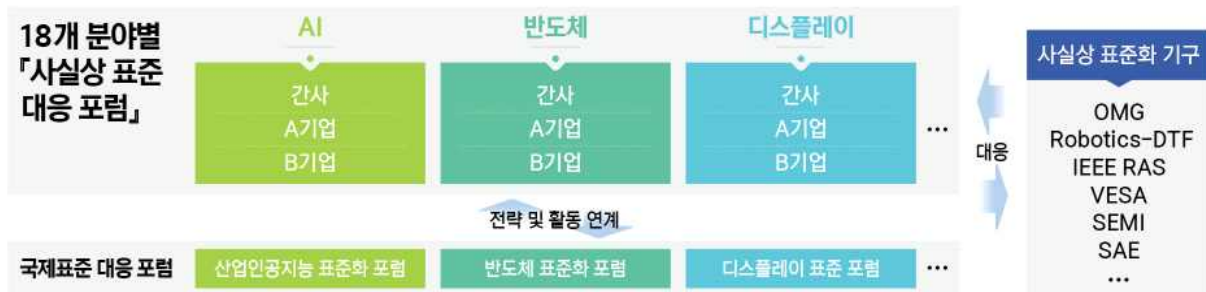 18개 분야별
「사실상 표준
대응 포럼」
AI
간사
A기업
B기업
반도체
간사
A기업
B기업
디스플레이
간사
A기업
B기업
...
대응
사실상 표준화 기구
OMG
Robotics-DTF
IEEE RAS
VESA
SEMI
SAE
...
전략 및 활동 연계
국제표준 대응 포럼
산업인공지능 표준화 포럼
반도체 표준화 포럼
디스플레이 표준 포럼
...